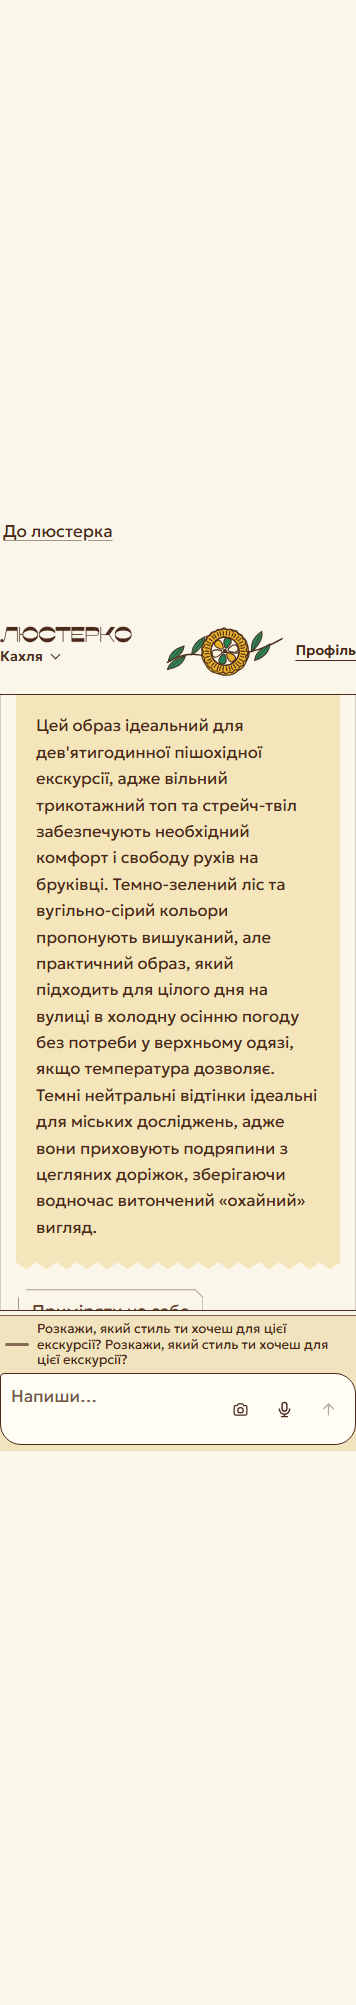 До люстерка
ЛЮСТЕРКО
Кахля
Профіль
Цей образ ідеальний для
дев'ятигодинної пішохідної
екскурсії, адже вільний
трикотажний топ та стрейч-твіл
забезпечують необхідний
комфорт і свободу рухів на
бруківці. Темно-зелений ліс та
вугільно-сірий кольори
пропонують вишуканий, але
практичний образ, який
підходить для цілого дня на
вулиці в холодну осінню погоду
без потреби у верхньому одязі,
якщо температура дозволяє.
Темні нейтральні відтінки ідеальні
для міських досліджень, адже
вони приховують подряпини з
цегляних доріжок, зберігаючи
водночас витончений «охайний»
вигляд.
Приміряти на себе
Розкажи, який стиль ти хочеш для цієї
екскурсії? Розкажи, який стиль ти хочеш для
цієї екскурсії?
Напиши...